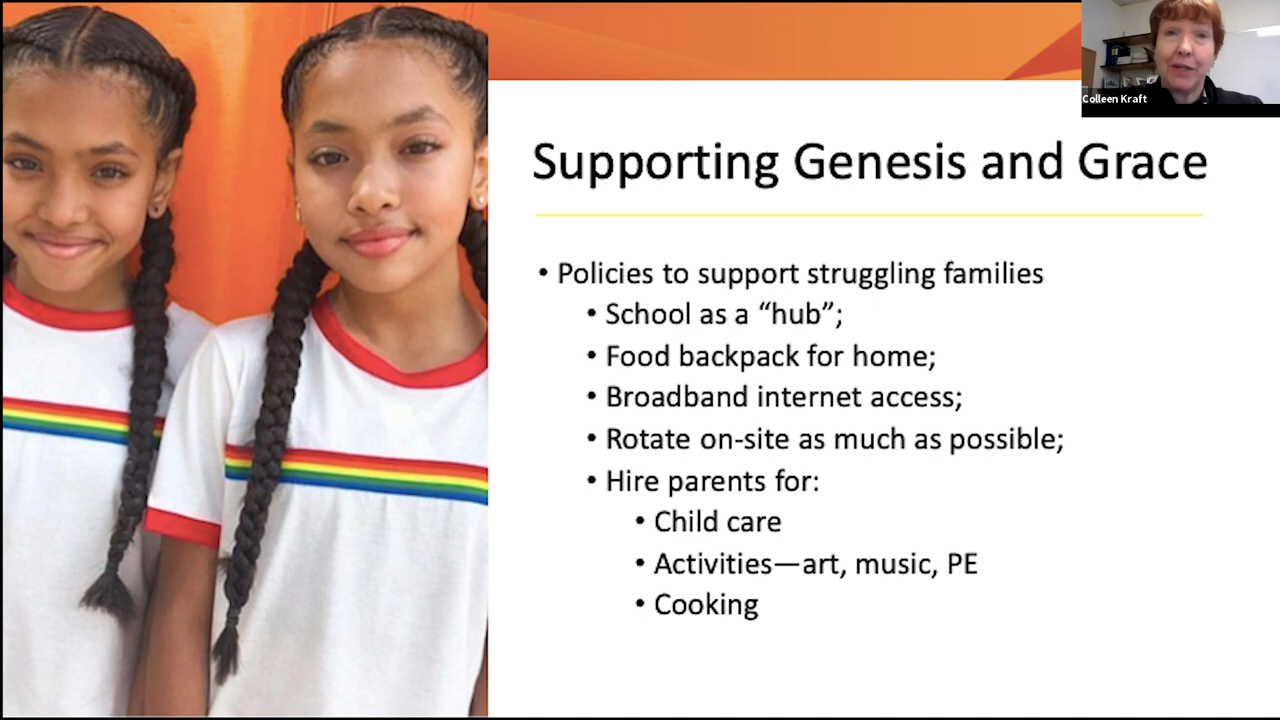 Colleen Kraft
Supporting Genesis and Grace
• Policies to support struggling families
• School as a “hub”;
• Food backpack for home;
• Broadband internet access;
• Rotate on-site as much as possible;
• Hire parents for:
• Child care
• Activities—art, music, PE
• Cooking